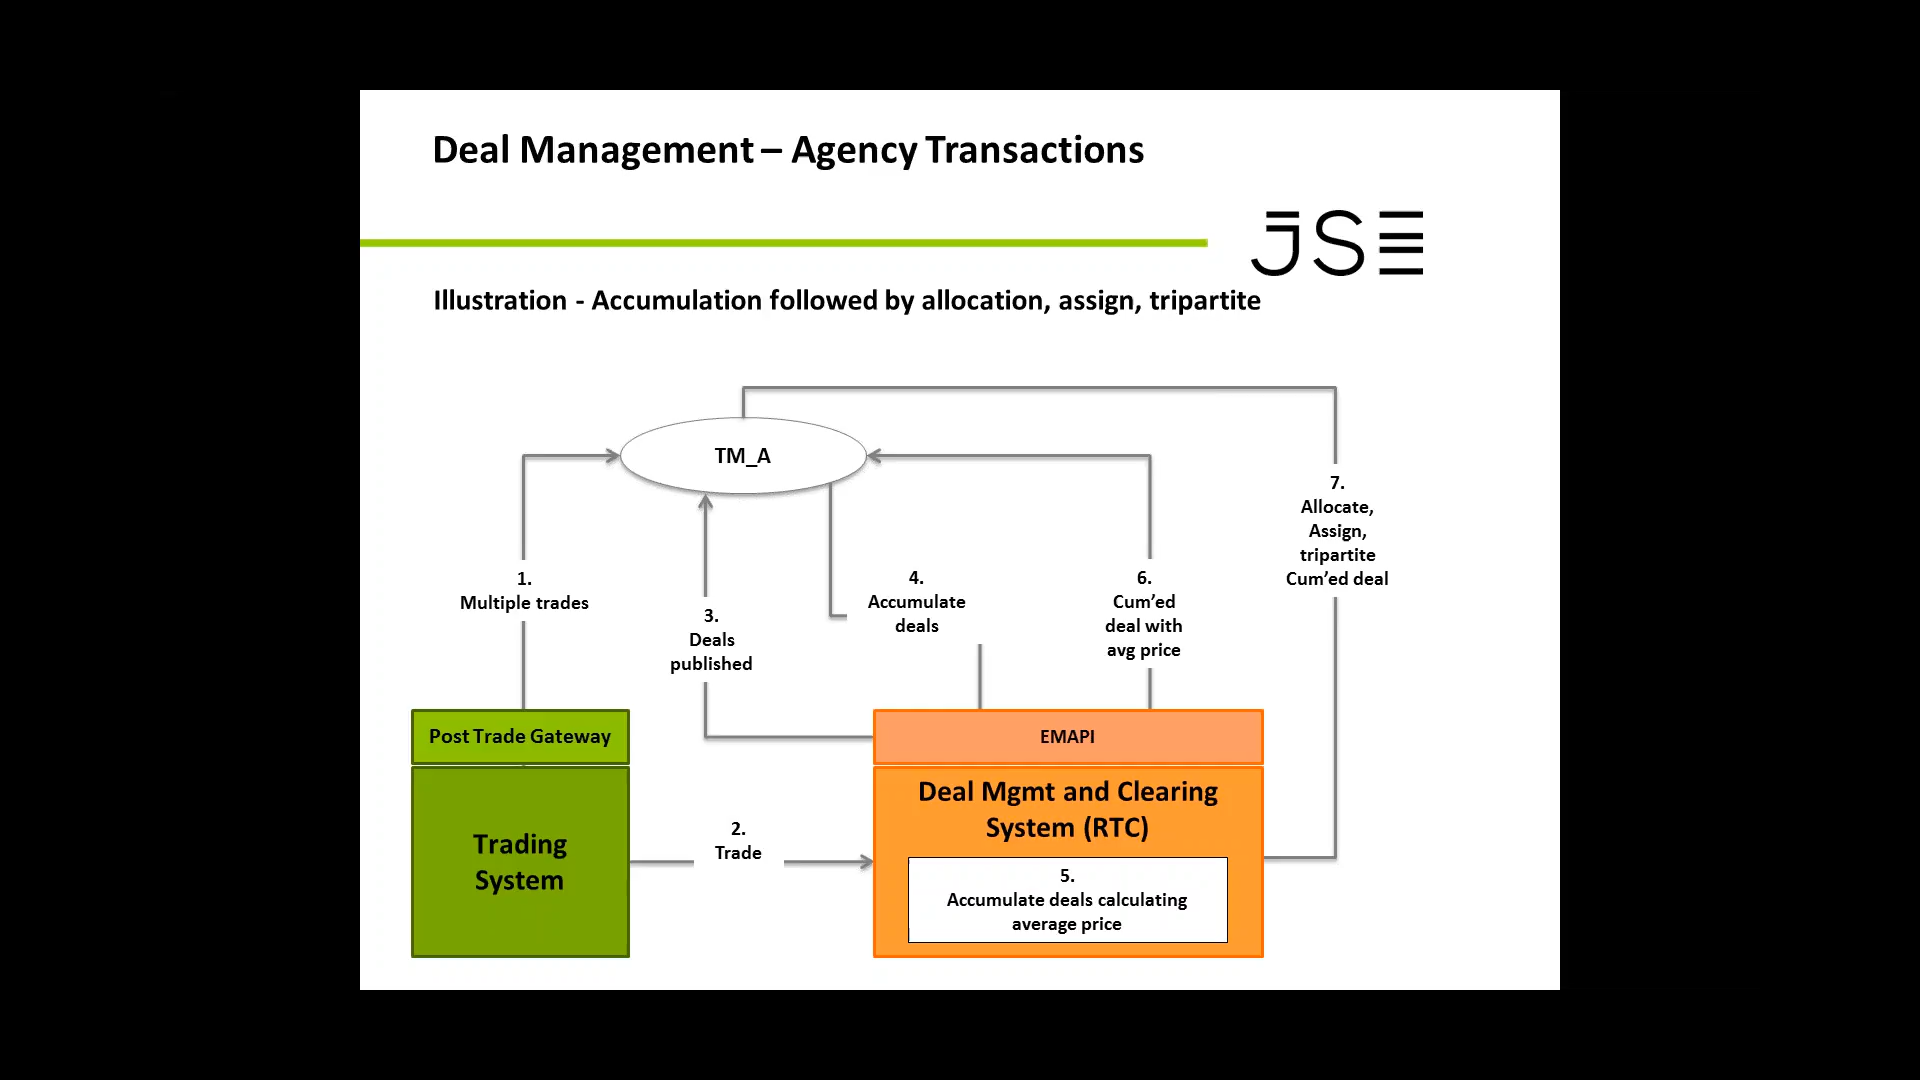 Deal Management – Agency Transactions
JSE
Illustration - Accumulation followed by allocation, assign, tripartite
TM_A
1.
Multiple trades
3.
Deals
published
4.
Accumulate
deals
6.
Cum’ed
deal with
avg price
7.
Allocate,
Assign,
tripartite
Cum’ed deal
Post Trade Gateway
EMAPI
Trading
System
2.
Trade
Deal Mgmt and Clearing
System (RTC)
5.
Accumulate deals calculating
average price